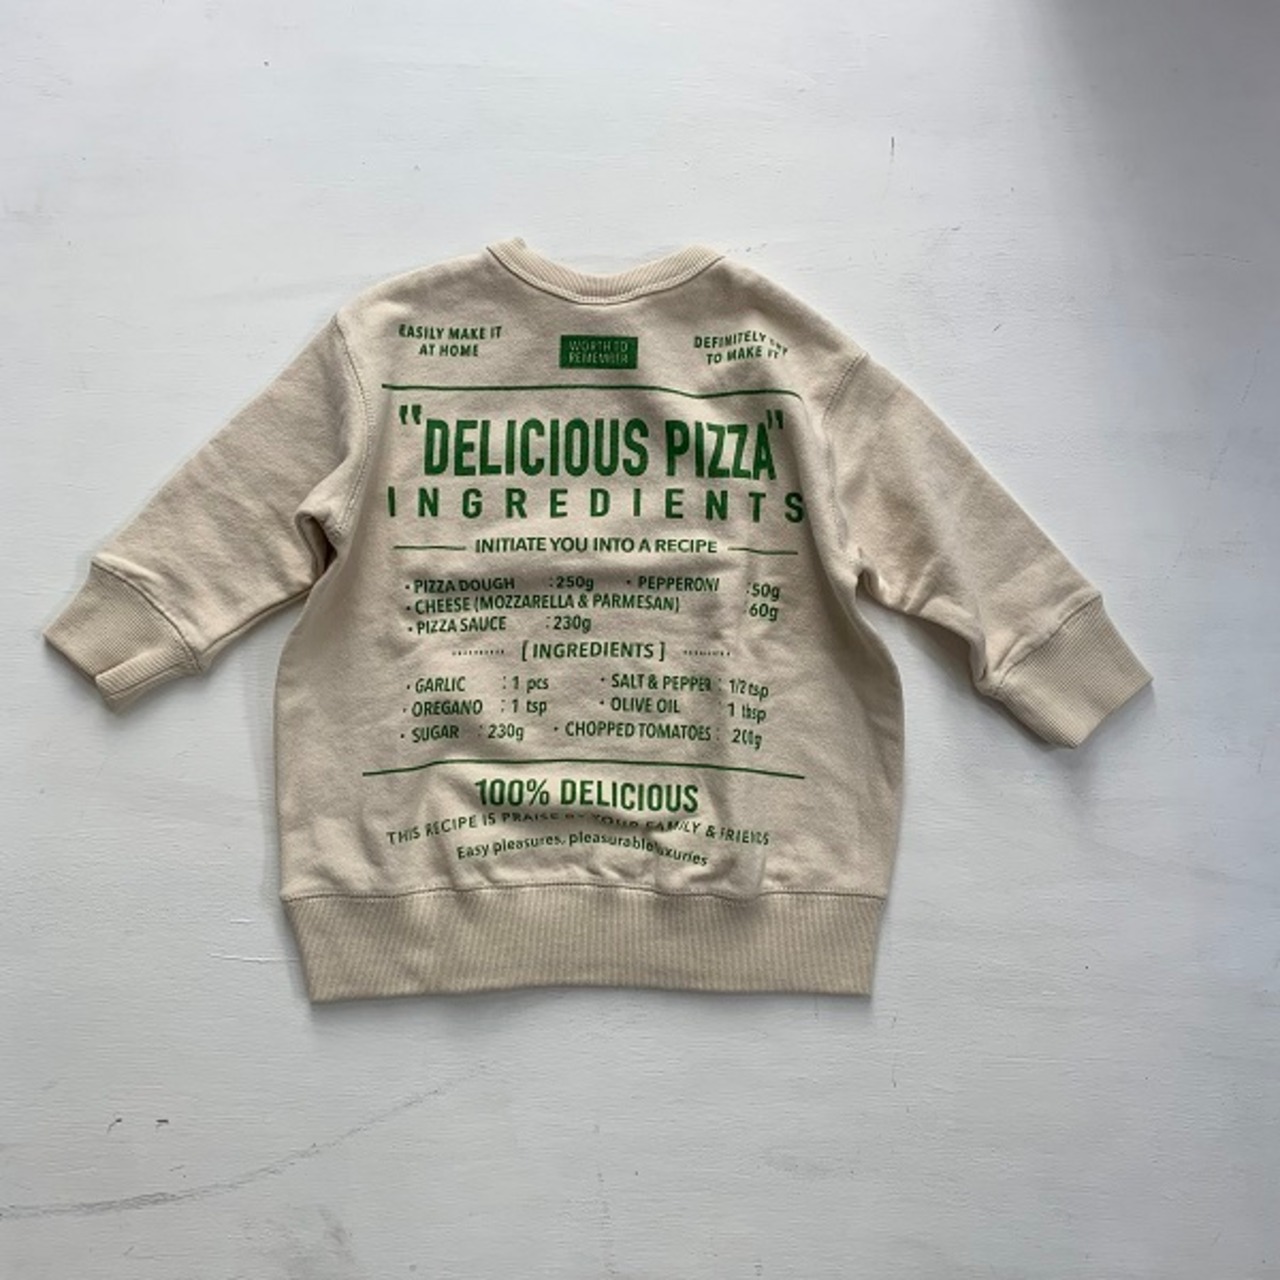 EASILY MAKE IT
AT HOME
WORTH TO
REMEMBER
DEFINITELY TRY
TO MAKE IT
"DELICIOUS PIZZA"
INGREDIENTS
INITIATE YOU INTO A RECIPE
· PIZZA DOUGH : 250g · PEPPERONI : 50g
· CHEESE (MOZZARELLA & PARMESAN) : 60g
· PIZZA SAUCE : 230g
[ INGREDIENTS ]
· GARLIC : 1 pcs · SALT & PEPPER : 1/2 tsp
· OREGANO : 1 tsp · OLIVE OIL : 1 tbsp
· SUGAR : 230g · CHOPPED TOMATOES : 200g
100% DELICIOUS
THIS RECIPE IS PRAISE BY YOUR FAMILY & FRIENDS
Easy pleasures, pleasurable